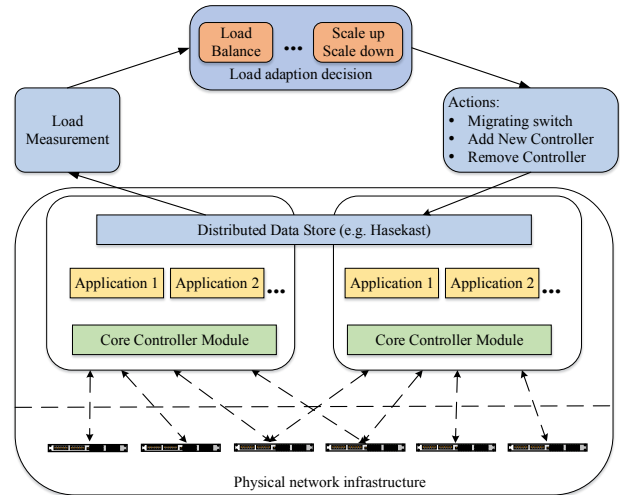 Load
Balance
...
Scale up
Scale down
Load adaption decision
Load
Measurement
Actions:
• Migrating switch
• Add New Controller
• Remove Controller
Distributed Data Store (e.g. Hasekast)
Application 1
Application 2
...
Application 1
Application 2
...
Core Controller Module
Core Controller Module
Physical network infrastructure